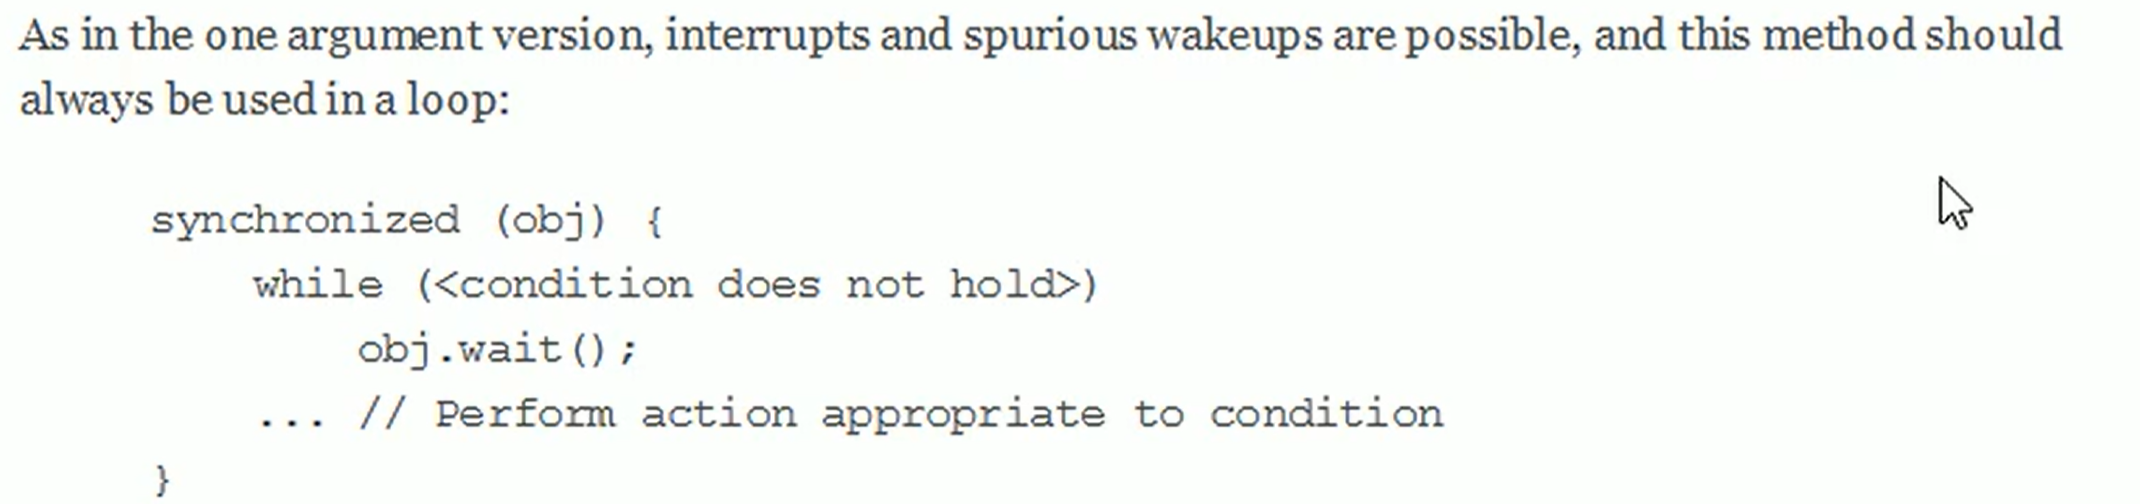 As in the one argument version, interrupts and spurious wakeups are possible, and this method should
always be used in a loop:
synchronized (obj) {
while (<condition does not hold>)
obj.wait();
... // Perform action appropriate to condition
}